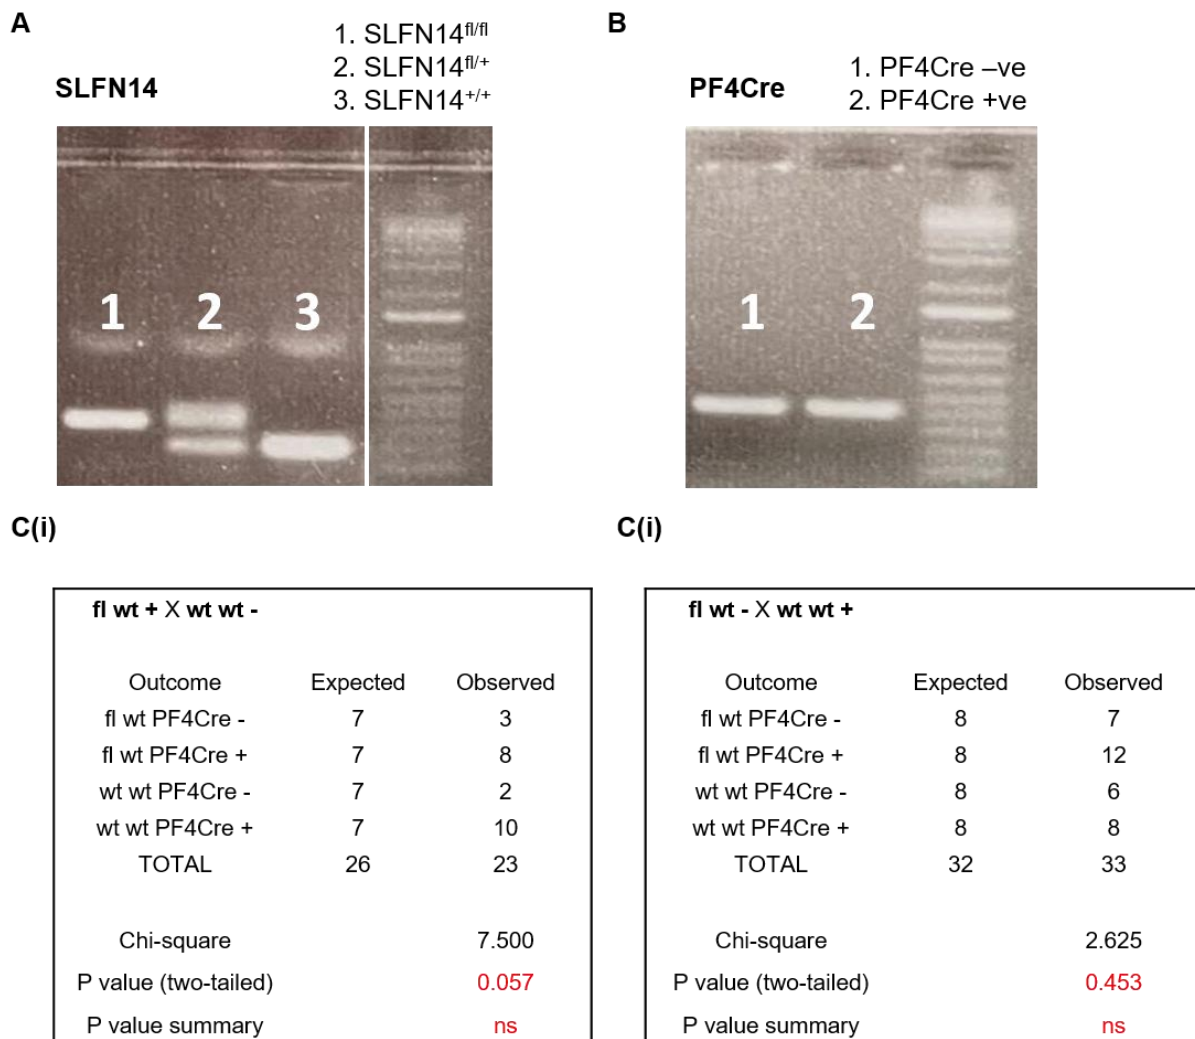 A
SLFN14
1. SLFN14fl/fl
2. SLFN14fl/+
3. SLFN14+/+
1 2 3
B
PF4Cre
1. PF4Cre –ve
2. PF4Cre +ve
1 2
C(i)
fl wt + X wt wt -
Outcome Expected Observed
fl wt PF4Cre - 7 3
fl wt PF4Cre + 7 8
wt wt PF4Cre - 7 2
wt wt PF4Cre + 7 10
TOTAL 26 23
Chi-square 7.500
P value (two-tailed) 0.057
P value summary ns
C(i)
fl wt - X wt wt +
Outcome Expected Observed
fl wt PF4Cre - 8 7
fl wt PF4Cre + 8 12
wt wt PF4Cre - 8 6
wt wt PF4Cre + 8 8
TOTAL 32 33
Chi-square 2.625
P value (two-tailed) 0.453
P value summary ns